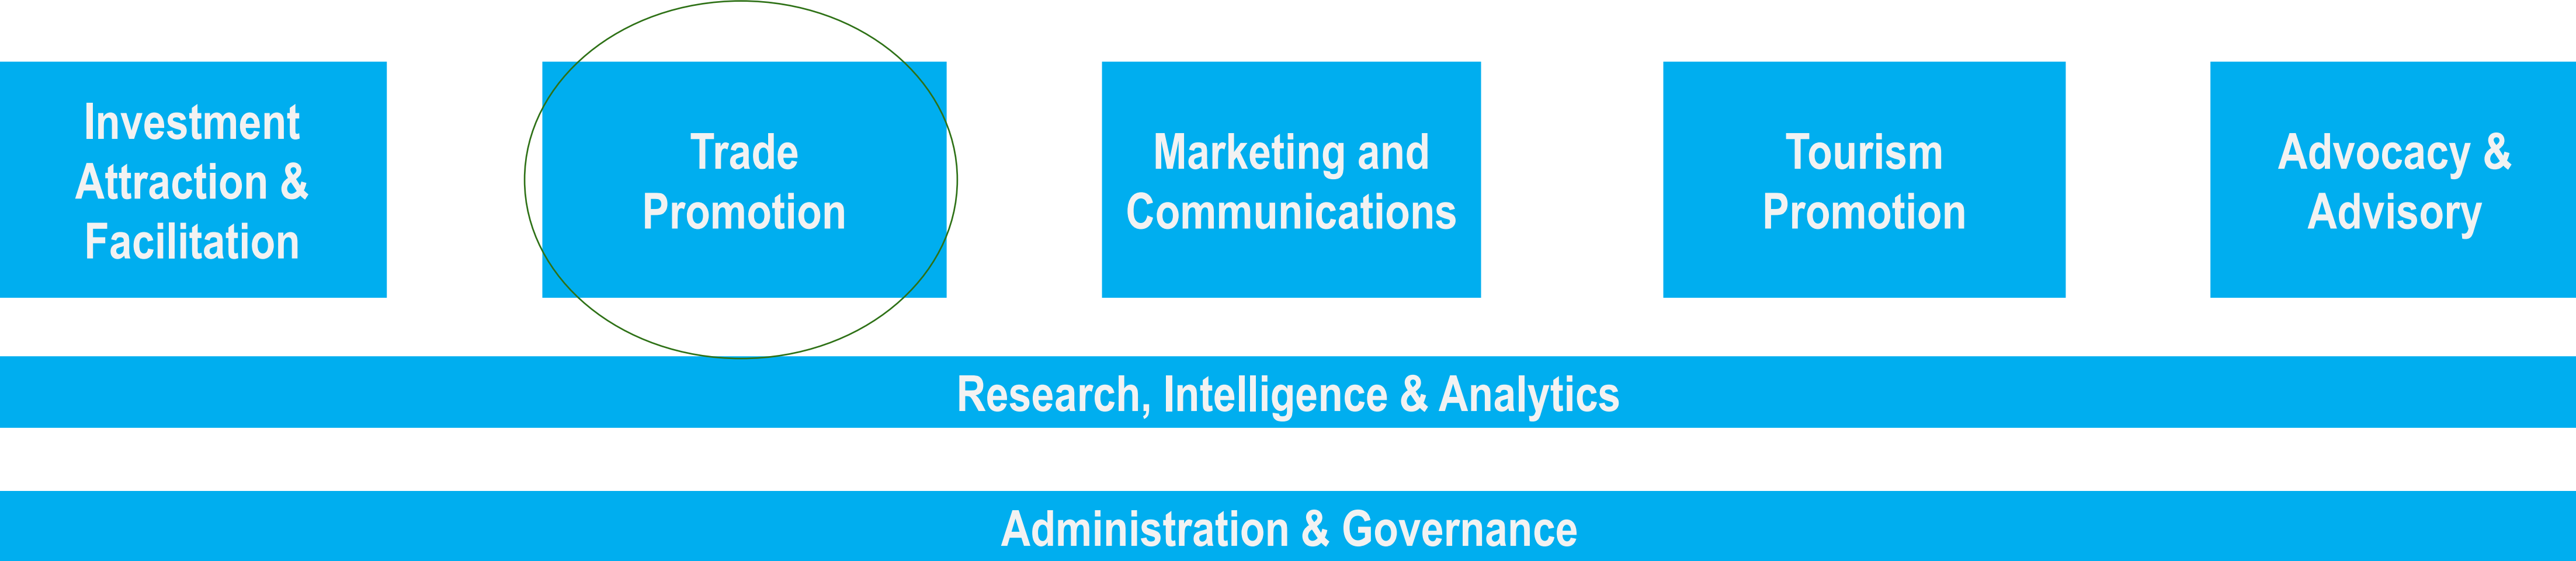 Investment
Attraction &
Facilitation
Trade
Promotion
Marketing and
Communications
Tourism
Promotion
Advocacy &
Advisory
Research, Intelligence & Analytics
Administration & Governance